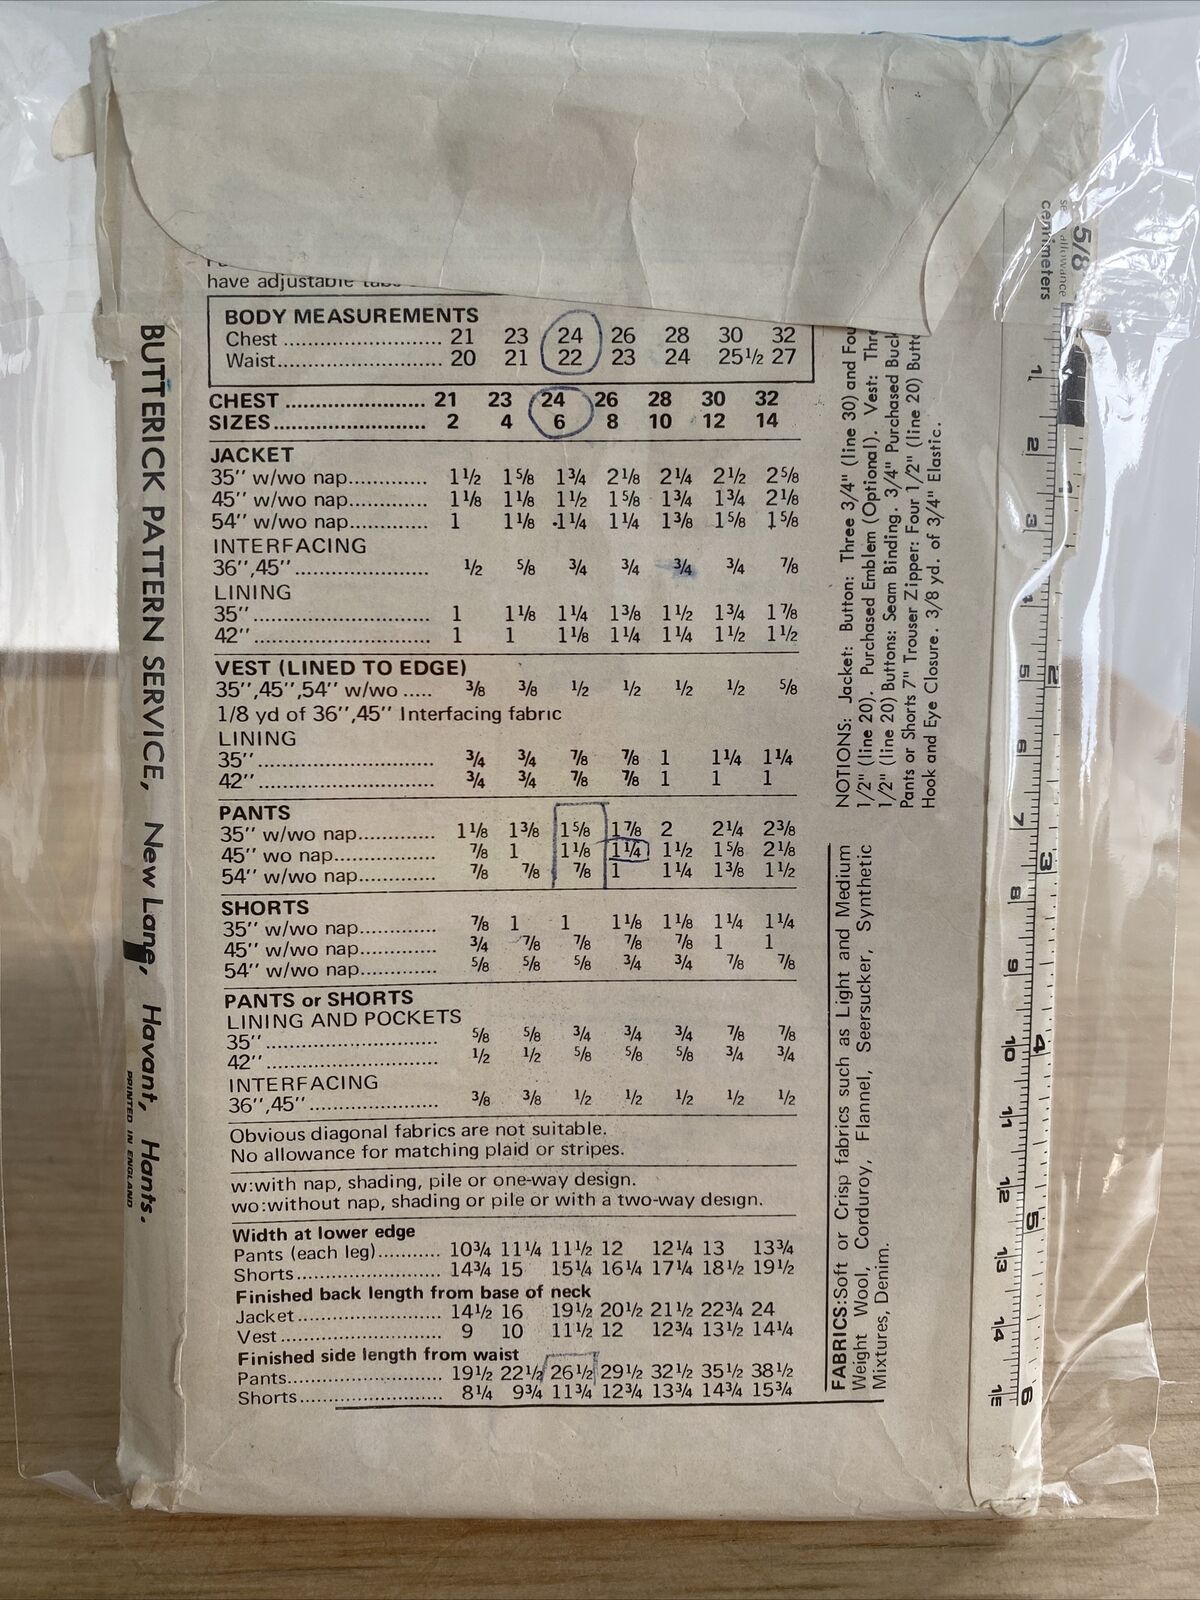 have adjustable tabs
BODY MEASUREMENTS
Chest ........................... 21 23 24 26 28 30 32
Waist............................ 20 21 22 23 24 25½ 27
CHEST ....................... 21 23 24 26 28 30 32
SIZES......................... 2 4 6 8 10 12 14
JACKET
35" w/wo nap.............. 1½ 1⅝ 1¾ 2⅛ 2¼ 2½ 2⅝
45" w/wo nap.............. 1⅛ 1⅛ 1½ 1⅝ 1¾ 1¾ 2⅛
54" w/wo nap.............. 1 1⅛ 1¼ 1¼ 1⅜ 1⅝ 1⅝
INTERFACING
36",45" ...................... ½ ⅝ ¾ ¾ ¾ ¾ ⅞
LINING
35" ............................. 1 1⅛ 1¼ 1⅜ 1½ 1¾ 1⅞
42" ............................. 1 1 1⅛ 1¼ 1¼ 1½ 1½
VEST (LINED TO EDGE)
35",45",54" w/wo ..... ⅜ ⅜ ½ ½ ½ ½ ⅝
1/8 yd of 36",45" Interfacing fabric
LINING
35" ............................. ¾ ¾ ⅞ ⅞ 1 1¼ 1¼
42" ............................. ¾ ¾ ⅞ ⅞ 1 1 1
PANTS
35" w/wo nap.............. 1⅛ 1⅜ 1⅝ 1⅞ 2 2¼ 2⅜
45" wo nap................. ⅞ 1 1⅛ 1¼ 1½ 1⅝ 2⅛
54" w/wo nap.............. ⅞ ⅞ ⅞ 1 1¼ 1⅜ 1½
SHORTS
35" w/wo nap.............. ⅞ 1 1 1⅛ 1⅛ 1¼ 1¼
45" w/wo nap.............. ¾ ⅞ ⅞ ⅞ ⅞ 1 1
54" w/wo nap.............. ⅝ ⅝ ⅝ ¾ ¾ ⅞ ⅞
PANTS or SHORTS
LINING AND POCKETS
35" ............................. ⅝ ⅝ ¾ ¾ ¾ ⅞ ⅞
42" ............................. ½ ½ ⅝ ⅝ ⅝ ¾ ¾
INTERFACING
36",45" ...................... ⅜ ⅜ ½ ½ ½ ½ ½
Obvious diagonal fabrics are not suitable.
No allowance for matching plaid or stripes.
w:with nap, shading, pile or one-way design.
wo:without nap, shading or pile or with a two-way design.
Width at lower edge
Pants (each leg)........... 10¾ 11¼ 11½ 12 12¼ 13 13¾
Shorts......................... 14¾ 15 15¼ 16¼ 17¼ 18½ 19½
Finished back length from base of neck
Jacket ......................... 14½ 16 19½ 20½ 21½ 22¾ 24
Vest ............................ 9 10 11½ 12 12¾ 13½ 14¼
Finished side length from waist
Pants........................... 19½ 22½ 26½ 29½ 32½ 35½ 38½
Shorts......................... 8¼ 9¾ 11¾ 12¾ 13¾ 14¾ 15¾
BUTTERICK PATTERN SERVICE, New Lane, Havant, Hants.
PRINTED IN ENGLAND
NOTIONS: Jacket: Button: Three 3/4" (line 30) and Fou
1/2" (line 20). Purchased Emblem (Optional). Vest: Thre
1/2" (line 20) Buttons: Seam Binding. 3/4" Purchased Buck
Pants or Shorts 7" Trouser Zipper: Four 1/2" (line 20) Butto
Hook and Eye Closure. 3/8 yd. of 3/4" Elastic.
FABRICS:Soft or Crisp fabrics such as Light and Medium
Weight Wool, Corduroy, Flannel, Seersucker, Synthetic
Mixtures, Denim.
5/8
allowance
centimeters
1 2 3 4 5 6 7 8 9 10 11 12 13 14 15
1 2 3 4 5 6